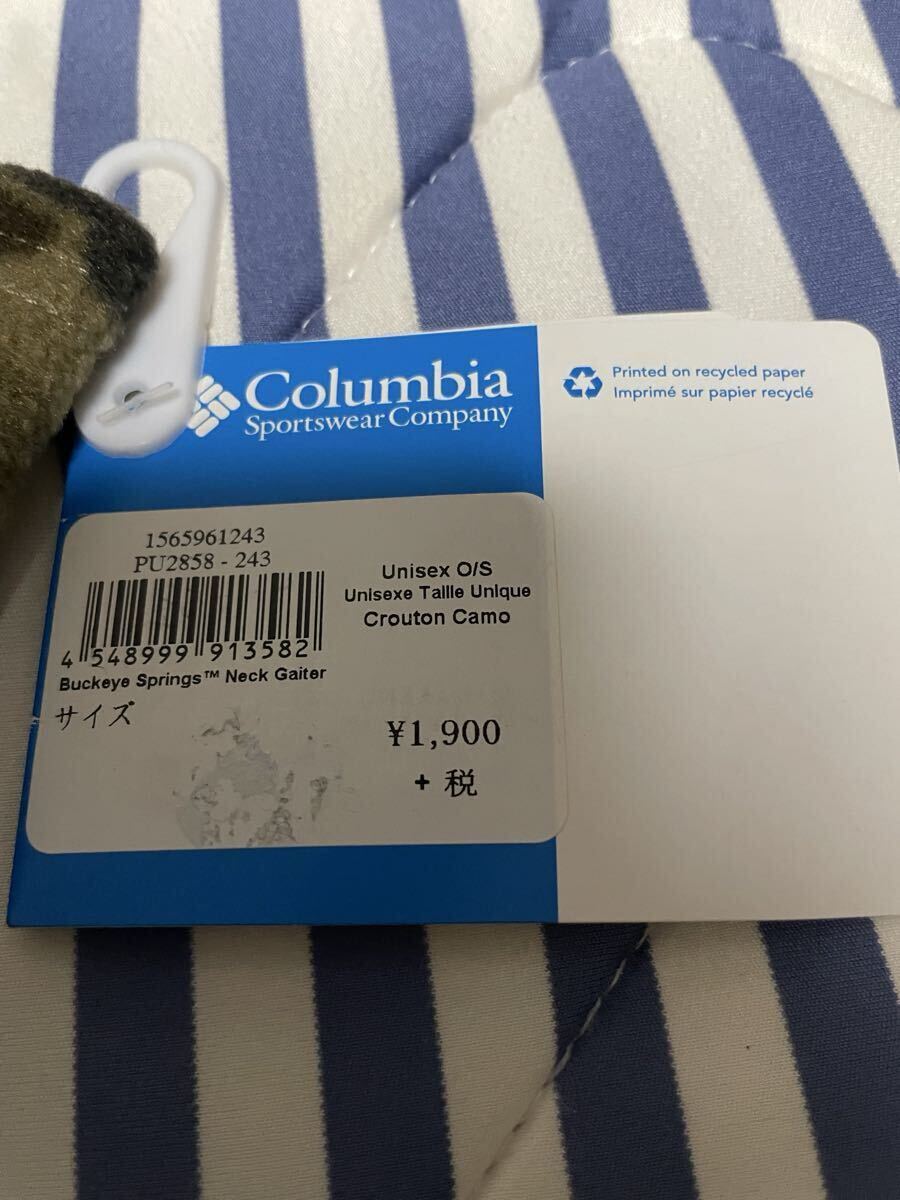 Columbia
Sportswear Company
Printed on recycled paper
Imprimé sur papier recyclé
1565961243
PU2858 - 243
4 548999 913582
Buckeye Springs™ Neck Gaiter
サイズ
Unisex O/S
Unisexe Taille Unique
Crouton Camo
¥1,900
+ 税